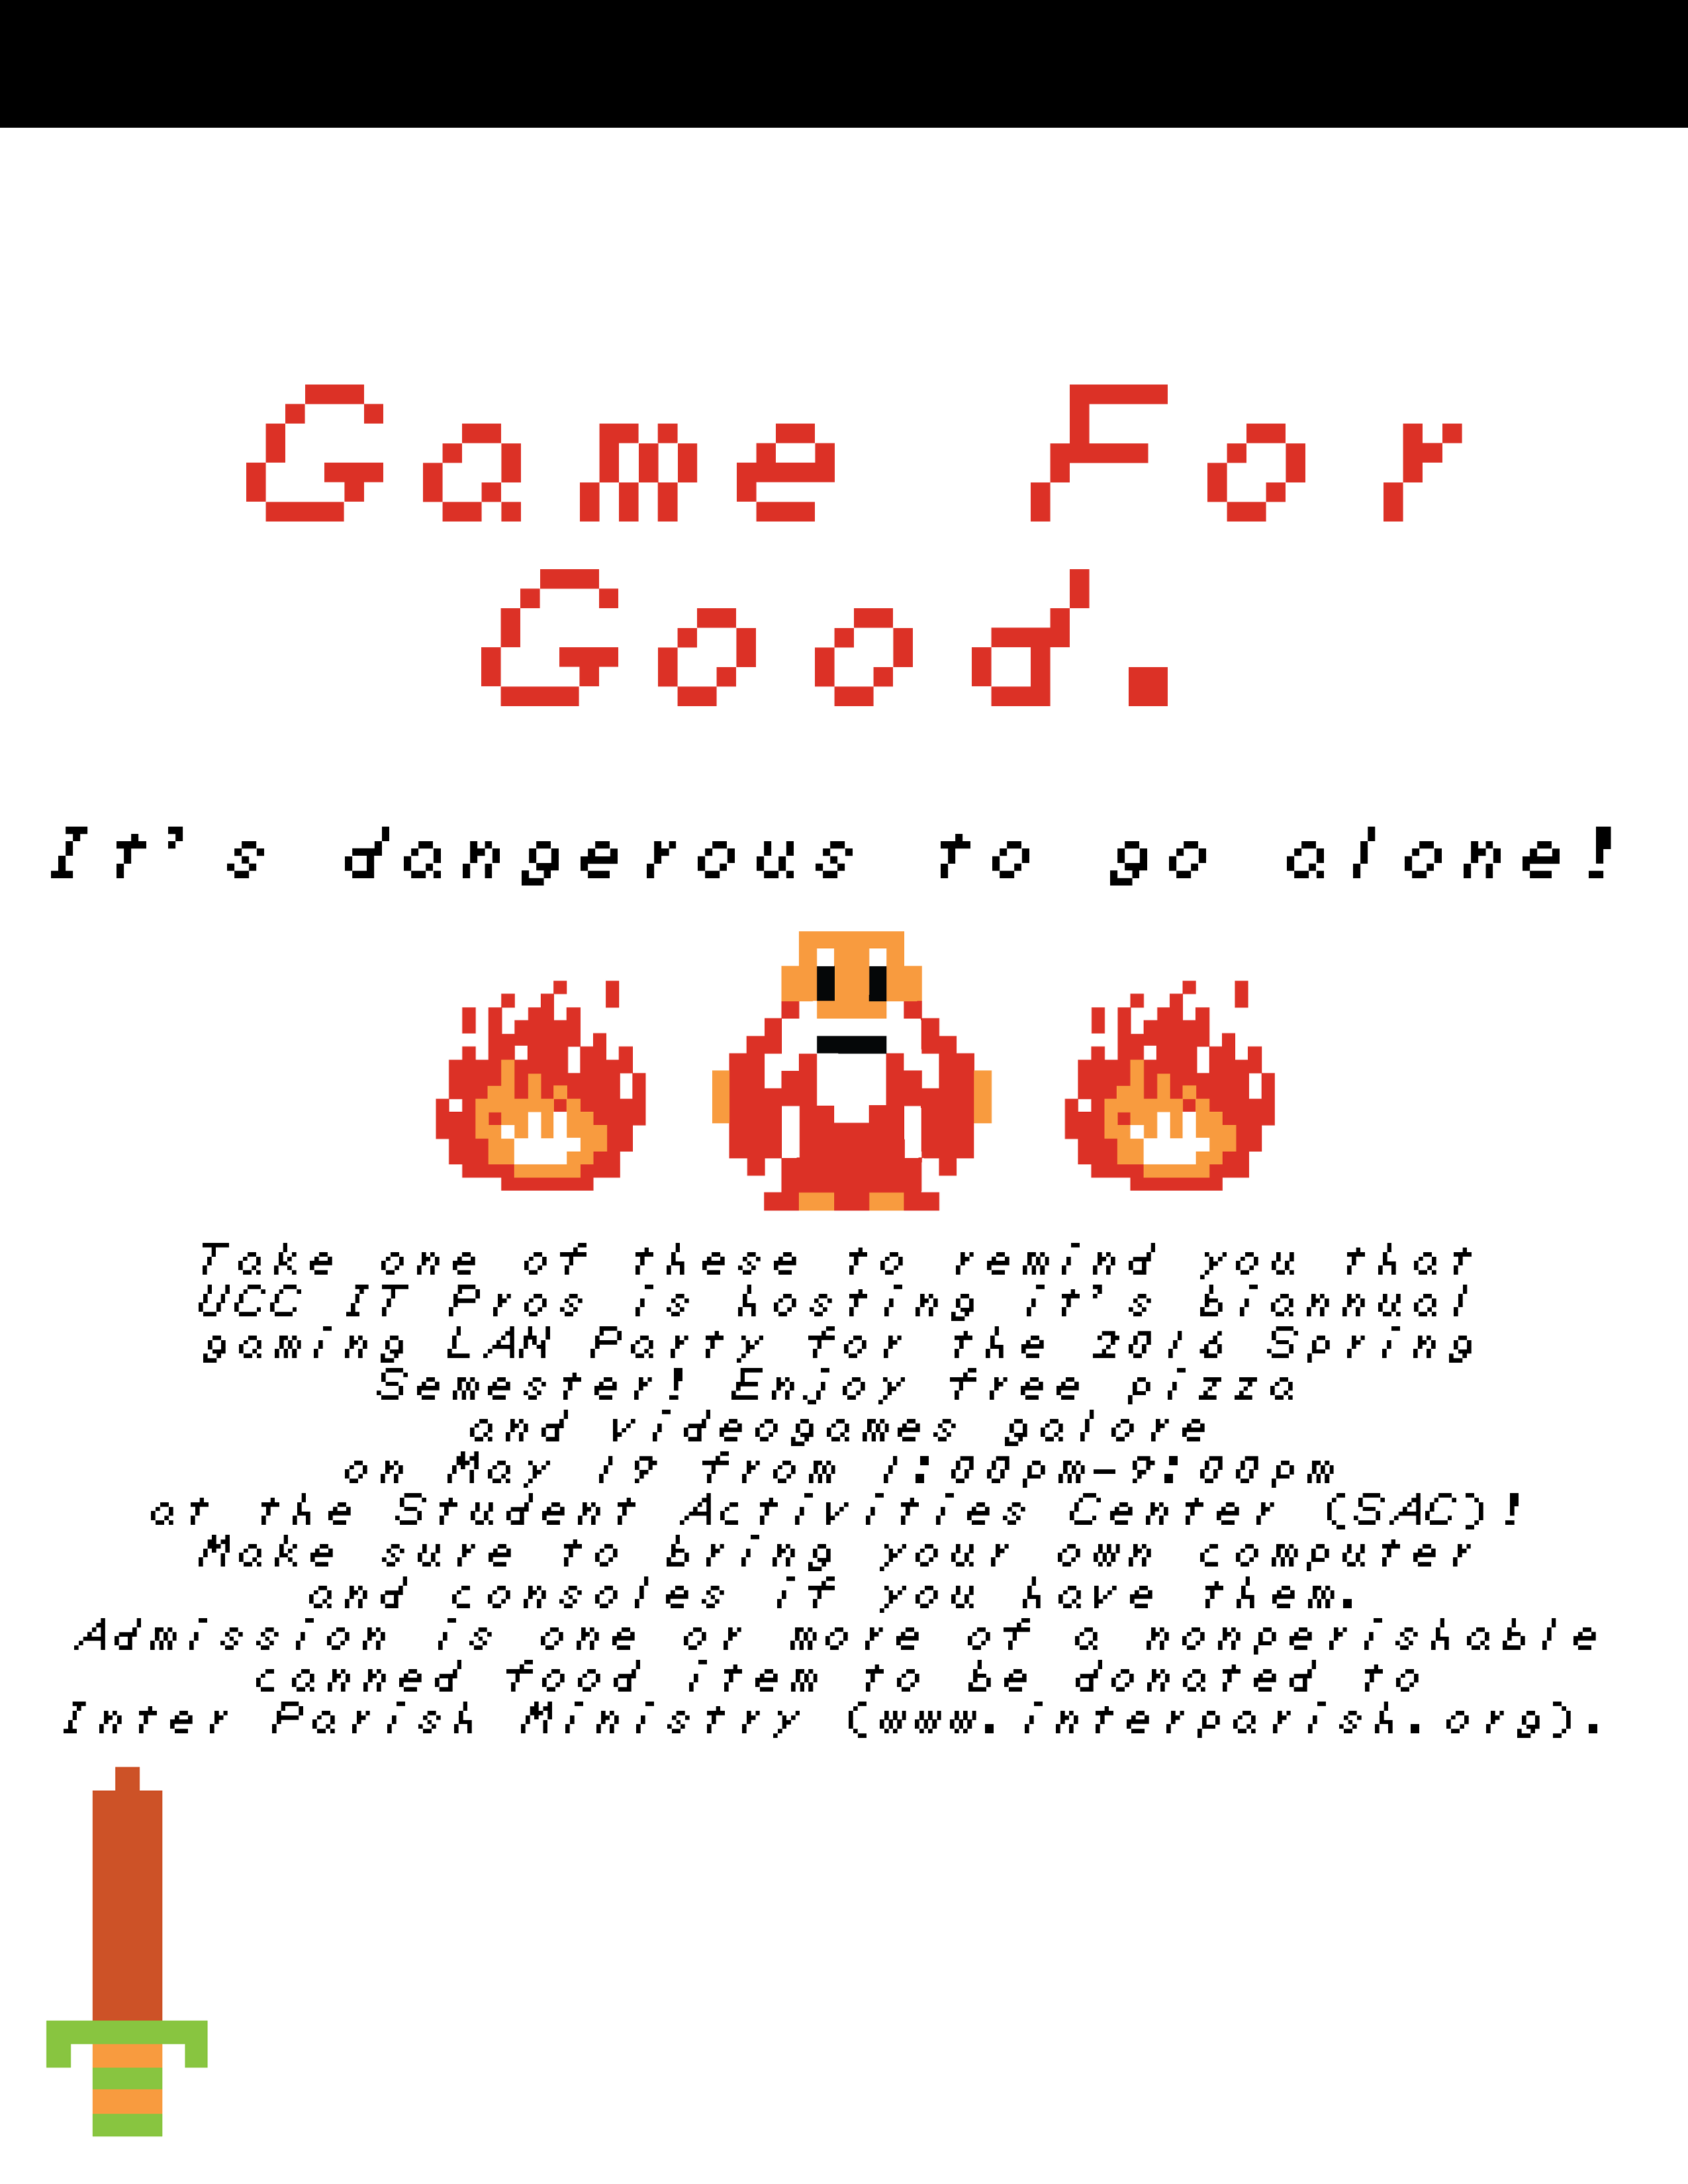 Game For
Good.
It's dangerous to go alone!
Take one of these to remind you that
UCC IT Pros is hosting it's biannual
gaming LAN Party for the 2016 Spring
Semester! Enjoy free pizza
and videogames galore
on May 19 from 1:00pm-9:00pm
at the Student Activities Center (SAC)!
Make sure to bring your own computer
and consoles if you have them.
Admission is one or more of a nonperishable
canned food item to be donated to
Inter Parish Ministry (www.interparish.org).